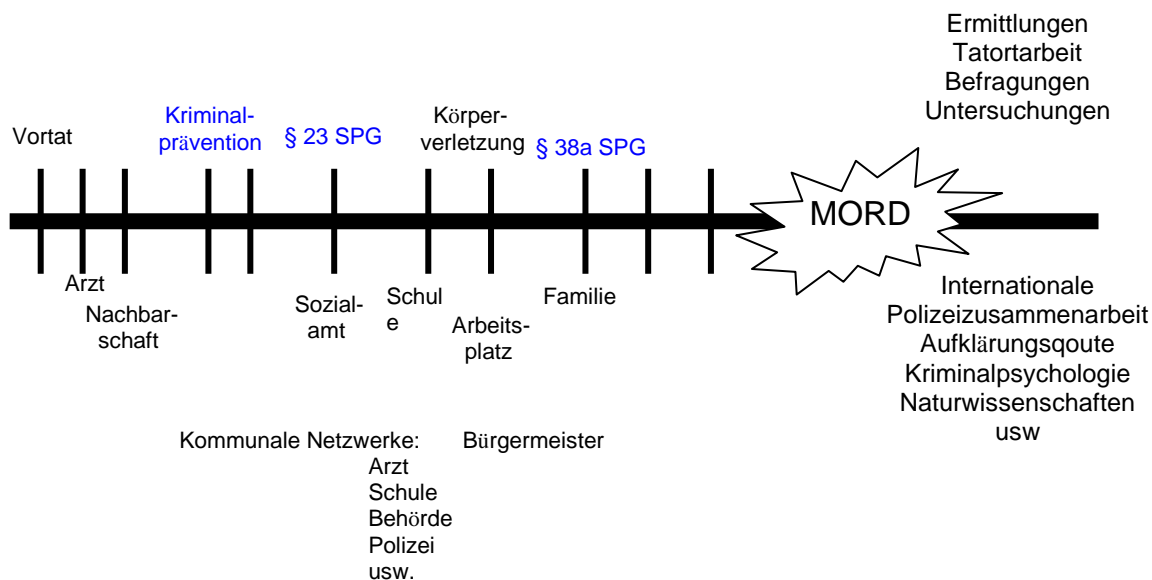 Ermittlungen
Tatortarbeit
Befragungen
Untersuchungen
Vortat
Kriminal-
prävention
§ 23 SPG
Körper-
verletzung
§ 38a SPG
MORD
Arzt
Nachbar-
schaft
Sozial-
amt
Schul
e
Arbeits-
platz
Familie
Internationale
Polizeizusammenarbeit
Aufklärungsqoute
Kriminalpsychologie
Naturwissenschaften
usw
Kommunale Netzwerke: Bürgermeister
Arzt
Schule
Behörde
Polizei
usw.